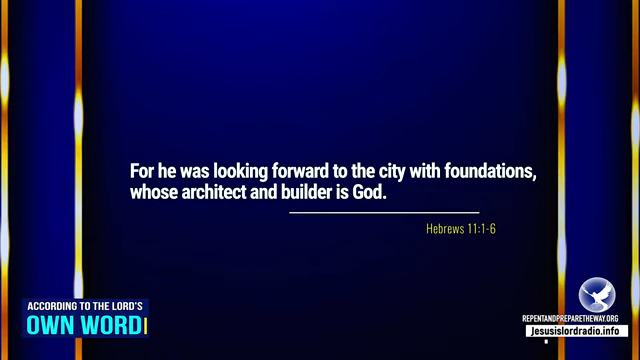 For he was looking forward to the city with foundations,
whose architect and builder is God.
Hebrews 11:1-6
ACCORDING TO THE LORD'S
OWN WORD
REPENTANDPREPARETHEWAY.ORG
Jesusislordradio.info